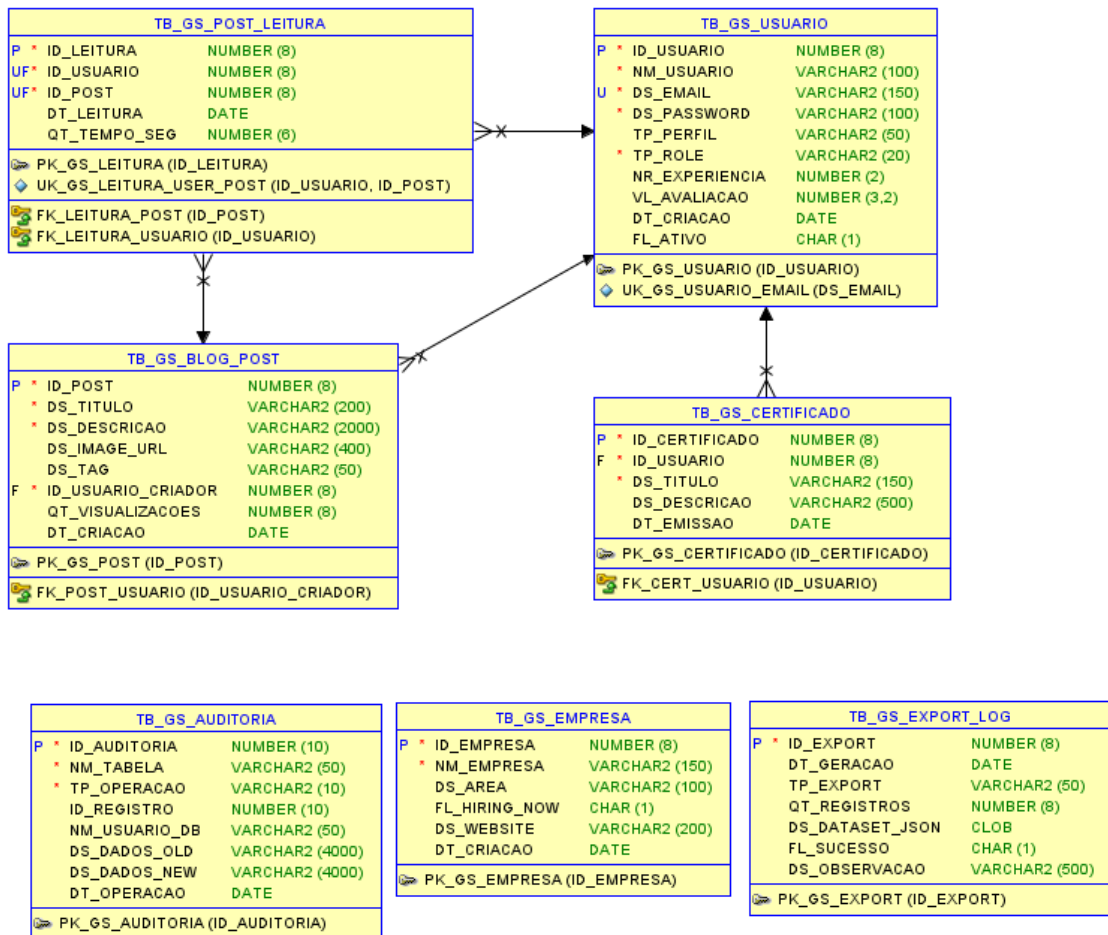 TB_GS_POST_LEITURA
P * ID_LEITURA NUMBER (8)
UF* ID_USUARIO NUMBER (8)
UF* ID_POST NUMBER (8)
DT_LEITURA DATE
QT_TEMPO_SEG NUMBER (6)
PK_GS_LEITURA (ID_LEITURA)
UK_GS_LEITURA_USER_POST (ID_USUARIO, ID_POST)
FK_LEITURA_POST (ID_POST)
FK_LEITURA_USUARIO (ID_USUARIO)
TB_GS_USUARIO
P * ID_USUARIO NUMBER (8)
* NM_USUARIO VARCHAR2 (100)
U * DS_EMAIL VARCHAR2 (150)
* DS_PASSWORD VARCHAR2 (100)
TP_PERFIL VARCHAR2 (50)
* TP_ROLE VARCHAR2 (20)
NR_EXPERIENCIA NUMBER (2)
VL_AVALIACAO NUMBER (3,2)
DT_CRIACAO DATE
FL_ATIVO CHAR (1)
PK_GS_USUARIO (ID_USUARIO)
UK_GS_USUARIO_EMAIL (DS_EMAIL)
TB_GS_BLOG_POST
P * ID_POST NUMBER (8)
* DS_TITULO VARCHAR2 (200)
* DS_DESCRICAO VARCHAR2 (2000)
DS_IMAGE_URL VARCHAR2 (400)
DS_TAG VARCHAR2 (50)
F * ID_USUARIO_CRIADOR NUMBER (8)
QT_VISUALIZACOES NUMBER (8)
DT_CRIACAO DATE
PK_GS_POST (ID_POST)
FK_POST_USUARIO (ID_USUARIO_CRIADOR)
TB_GS_CERTIFICADO
P * ID_CERTIFICADO NUMBER (8)
F * ID_USUARIO NUMBER (8)
* DS_TITULO VARCHAR2 (150)
DS_DESCRICAO VARCHAR2 (500)
DT_EMISSAO DATE
PK_GS_CERTIFICADO (ID_CERTIFICADO)
FK_CERT_USUARIO (ID_USUARIO)
TB_GS_AUDITORIA
P * ID_AUDITORIA NUMBER (10)
* NM_TABELA VARCHAR2 (50)
* TP_OPERACAO VARCHAR2 (10)
ID_REGISTRO NUMBER (10)
NM_USUARIO_DB VARCHAR2 (50)
DS_DADOS_OLD VARCHAR2 (4000)
DS_DADOS_NEW VARCHAR2 (4000)
DT_OPERACAO DATE
PK_GS_AUDITORIA (ID_AUDITORIA)
TB_GS_EMPRESA
P * ID_EMPRESA NUMBER (8)
* NM_EMPRESA VARCHAR2 (150)
DS_AREA VARCHAR2 (100)
FL_HIRING_NOW CHAR (1)
DS_WEBSITE VARCHAR2 (200)
DT_CRIACAO DATE
PK_GS_EMPRESA (ID_EMPRESA)
TB_GS_EXPORT_LOG
P * ID_EXPORT NUMBER (8)
DT_GERACAO DATE
TP_EXPORT VARCHAR2 (50)
QT_REGISTROS NUMBER (8)
DS_DATASET_JSON CLOB
FL_SUCESSO CHAR (1)
DS_OBSERVACAO VARCHAR2 (500)
PK_GS_EXPORT (ID_EXPORT)